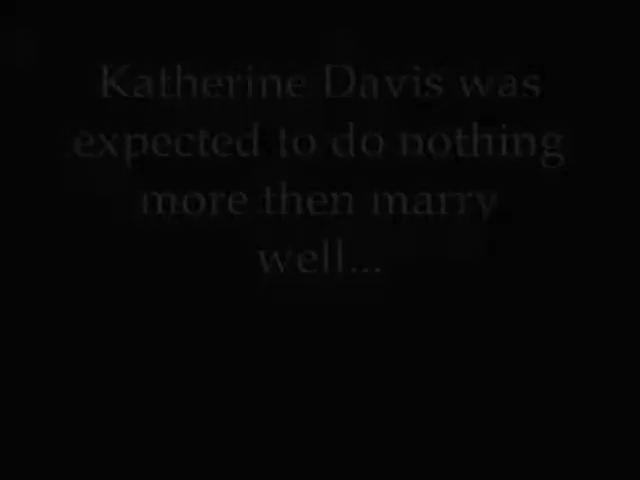 Katherine Davis was
expected to do nothing
more then marry
well...